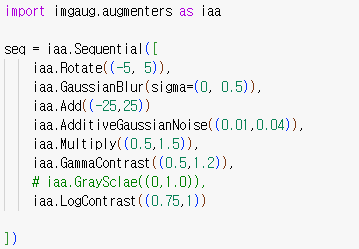 import imgaug.augmenters as iaa
seq = iaa.Sequential([
iaa.Rotate((-5, 5)),
iaa.GaussianBlur(sigma=(0, 0.5)),
iaa.Add((-25,25))
iaa.AdditiveGaussianNoise((0.01,0.04)),
iaa.Multiply((0.5,1.5)),
iaa.GammaContrast((0.5,1.2)),
# iaa.GraySclae((0,1.0)),
iaa.LogContrast((0.75,1))
])